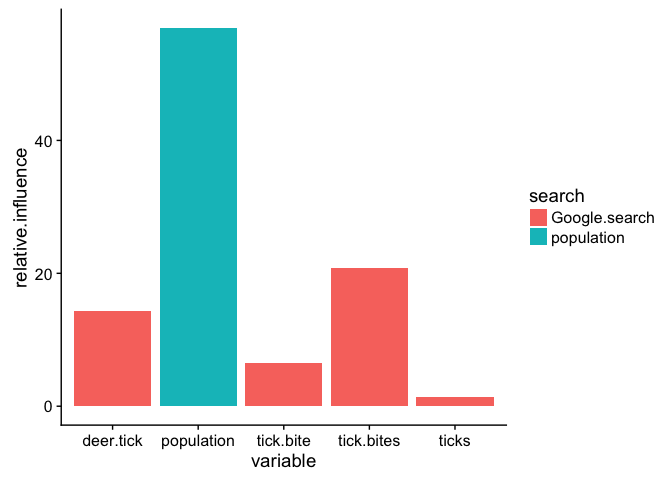 relative.influence
40
20
0
deer.tick
population
tick.bite
tick.bites
ticks
variable
search
Google.search
population